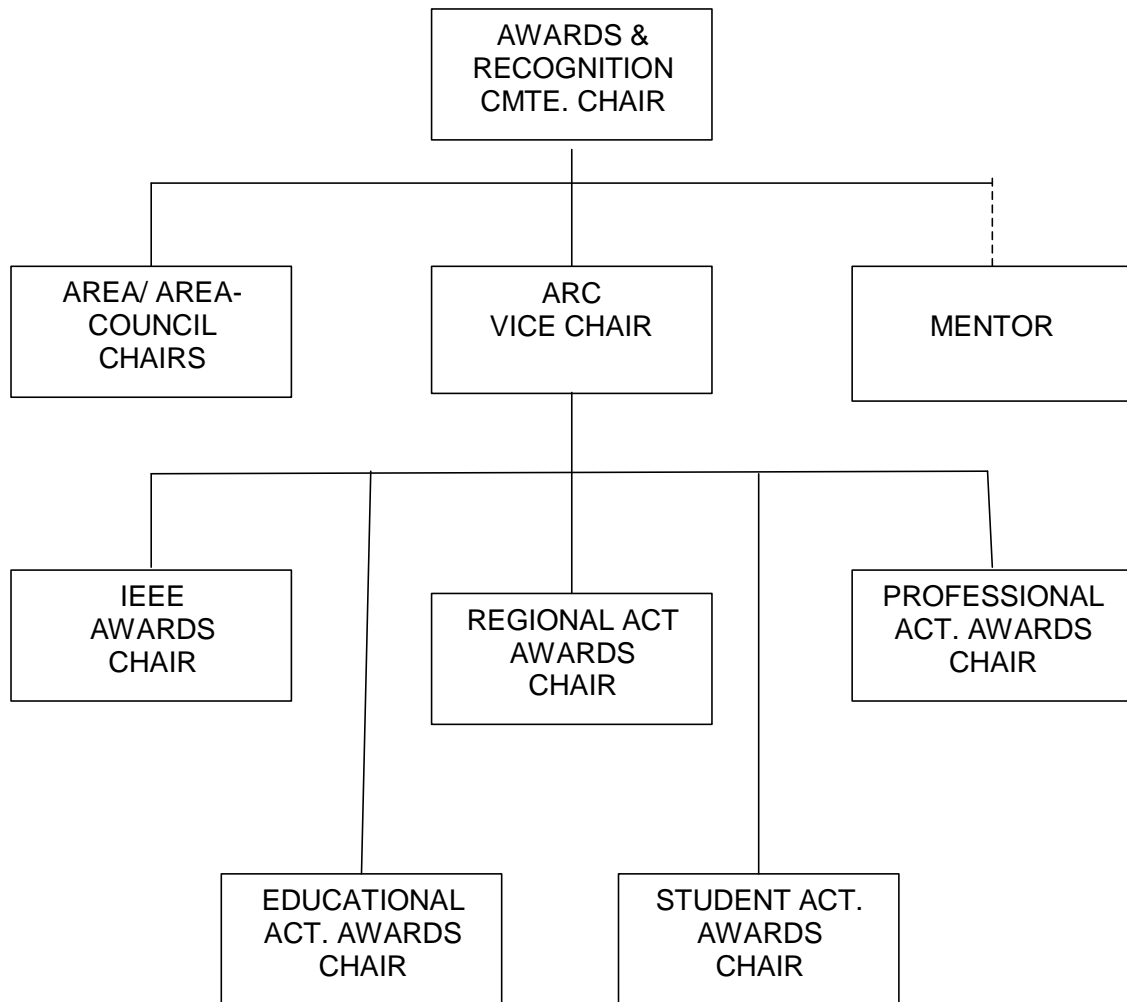 AWARDS &
RECOGNITION
CMTE. CHAIR
AREA/ AREA-
COUNCIL
CHAIRS
ARC
VICE CHAIR
MENTOR
IEEE
AWARDS
CHAIR
REGIONAL ACT
AWARDS
CHAIR
PROFESSIONAL
ACT. AWARDS
CHAIR
EDUCATIONAL
ACT. AWARDS
CHAIR
STUDENT ACT.
AWARDS
CHAIR